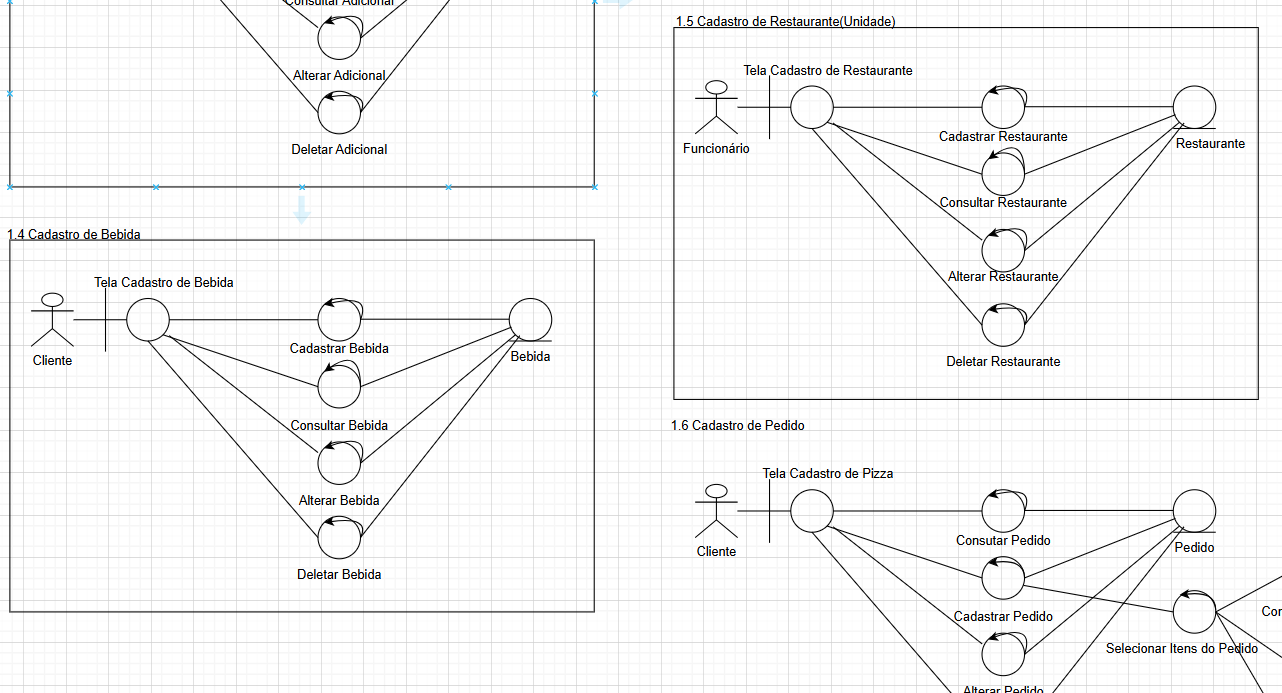 Consultar Adicional
Alterar Adicional
Deletar Adicional
1.4 Cadastro de Bebida
Tela Cadastro de Bebida
Cliente
Cadastrar Bebida
Bebida
Consultar Bebida
Alterar Bebida
Deletar Bebida
1.5 Cadastro de Restaurante(Unidade)
Tela Cadastro de Restaurante
Funcionário
Cadastrar Restaurante
Restaurante
Consultar Restaurante
Alterar Restaurante
Deletar Restaurante
1.6 Cadastro de Pedido
Tela Cadastro de Pizza
Cliente
Consutar Pedido
Pedido
Cadastrar Pedido
Selecionar Itens do Pedido
Alterar Pedido